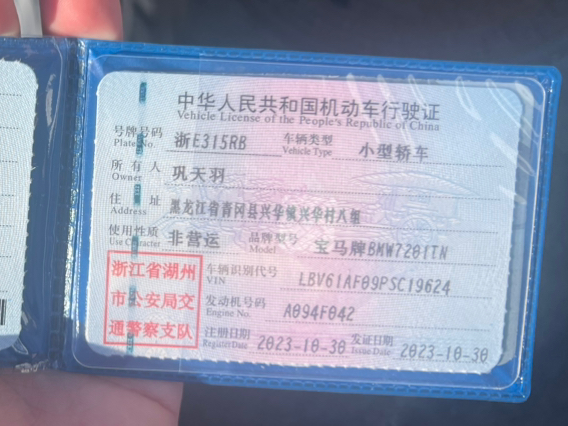 中华人民共和国机动车行驶证
Vehicle License of the People's Republic of China
号牌号码 浙E315RB 车辆类型 小型轿车
Plate No. Vehicle Type
所有人 巩天羽
Owner
住址 黑龙江省青冈县兴华镇兴华村八组
Address
使用性质 非营运 品牌型号 宝马牌BMW7201TN
Use Character Model
浙江省湖州
市公安局交
通警察支队
车辆识别代号 LBV61AF09PSC19624
VIN
发动机号码 A094F042
Engine No.
注册日期 2023-10-30 发证日期 2023-10-30
Register Date Issue Date